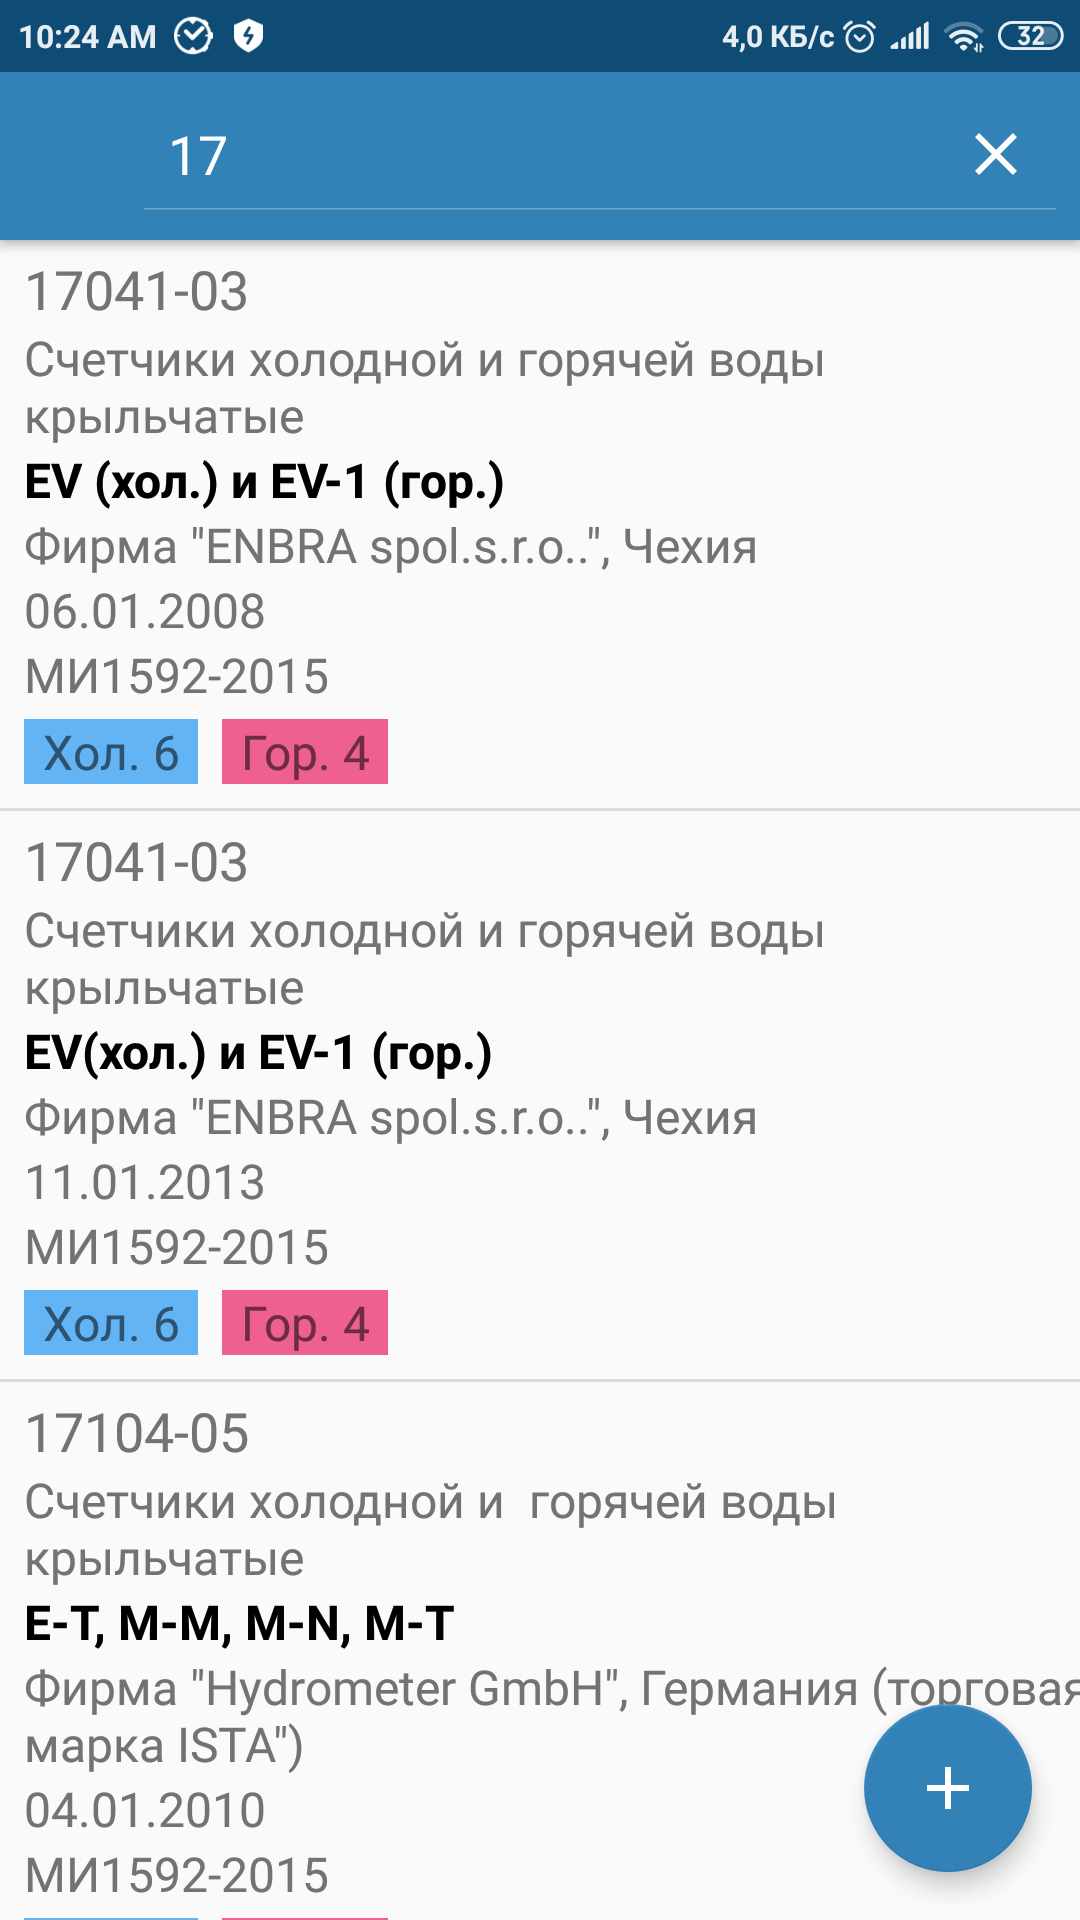 10:24 AM 4,0 КБ/с 32
17
17041-03
Счетчики холодной и горячей воды
крыльчатые
EV (хол.) и EV-1 (гор.)
Фирма "ENBRA spol.s.r.o..", Чехия
06.01.2008
МИ1592-2015
Хол. 6 Гор. 4
17041-03
Счетчики холодной и горячей воды
крыльчатые
EV(хол.) и EV-1 (гор.)
Фирма "ENBRA spol.s.r.o..", Чехия
11.01.2013
МИ1592-2015
Хол. 6 Гор. 4
17104-05
Счетчики холодной и  горячей воды
крыльчатые
E-T, M-M, M-N, M-T
Фирма "Hydrometer GmbH", Германия (торговая
марка ISTA")
04.01.2010
МИ1592-2015